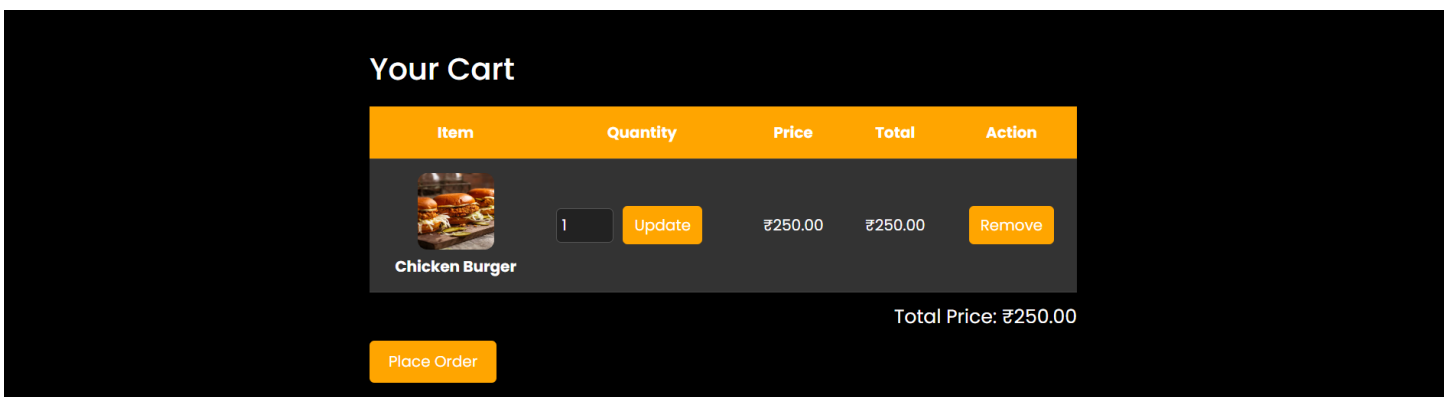 Your Cart
Item Quantity Price Total Action
1 Update ₹250.00 ₹250.00 Remove
Chicken Burger
Total Price: ₹250.00
Place Order